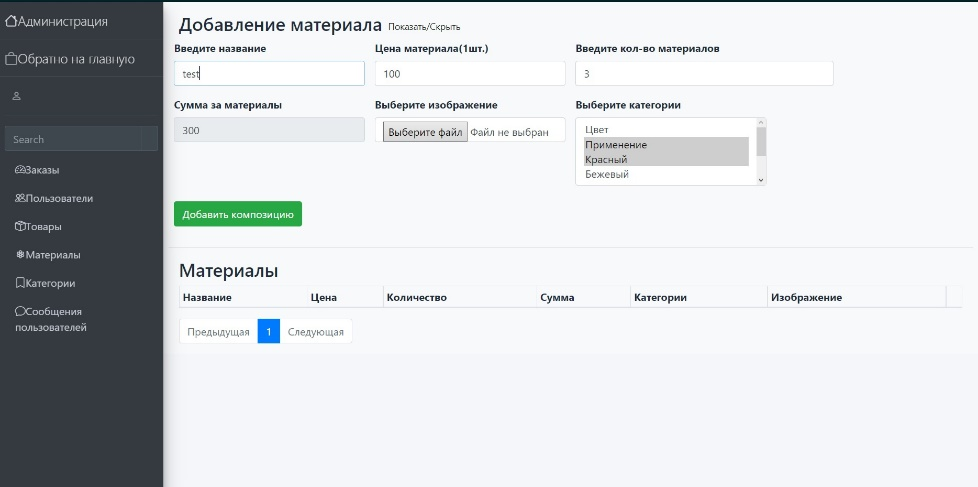 Администрация
Обратно на главную
Search
Заказы
Пользователи
Товары
Материалы
Категории
Сообщения
пользователей
Добавление материала Показать/Скрыть
Введите название Цена материала(1шт.) Введите кол-во материалов
test 100 3
Сумма за материалы Выберите изображение Выберите категории
300 Выберите файл Файл не выбран Цвет
Применение
Красный
Бежевый
Добавить композицию
Материалы
Название Цена Количество Сумма Категории Изображение
Предыдущая 1 Следующая